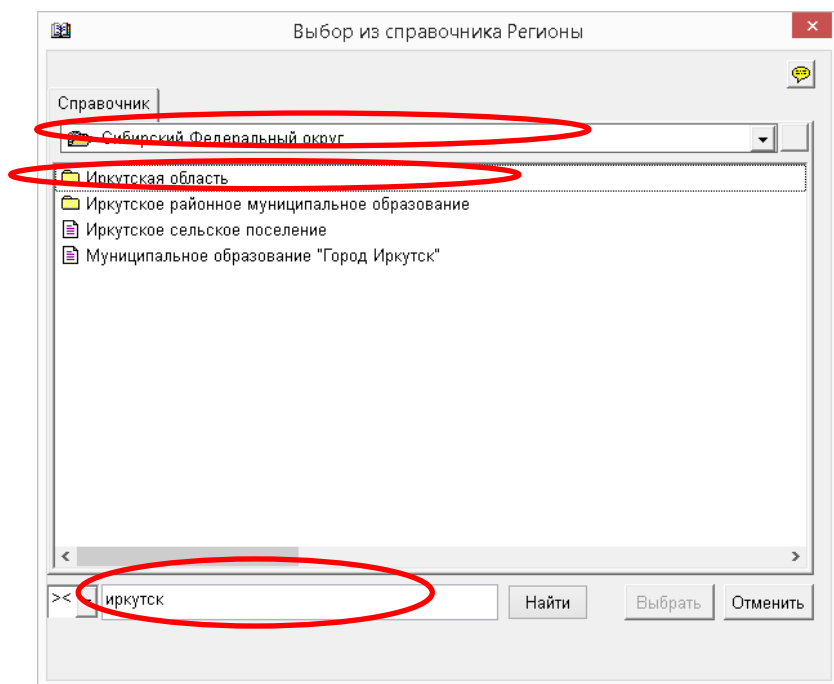 Выбор из справочника Регионы
Справочник
Сибирский Федеральный округ
Иркутская область
Иркутское районное муниципальное образование
Иркутское сельское поселение
Муниципальное образование "Город Иркутск"
>< иркутск Найти Выбрать Отменить